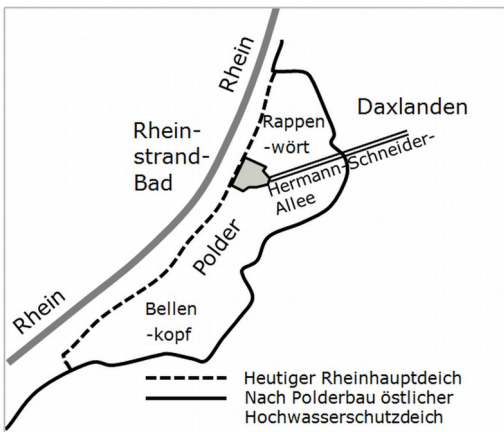 Rhein
Daxlanden
Rappen
-wört
Rhein-
strand-
Bad
Hermann-Schneider-
Allee
Polder
Rhein
Bellen
-kopf
Heutiger Rheinhauptdeich
Nach Polderbau östlicher
Hochwasserschutzdeich